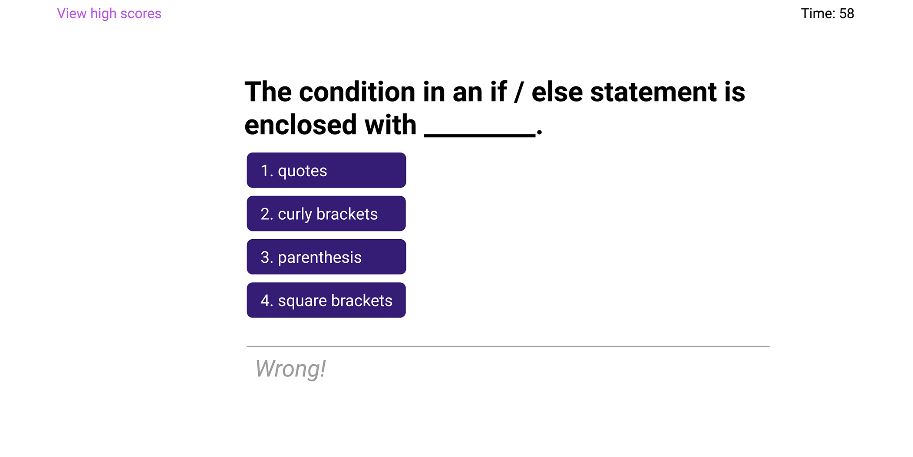 View high scores
Time: 58
The condition in an if / else statement is
enclosed with ________.
1. quotes
2. curly brackets
3. parenthesis
4. square brackets
Wrong!